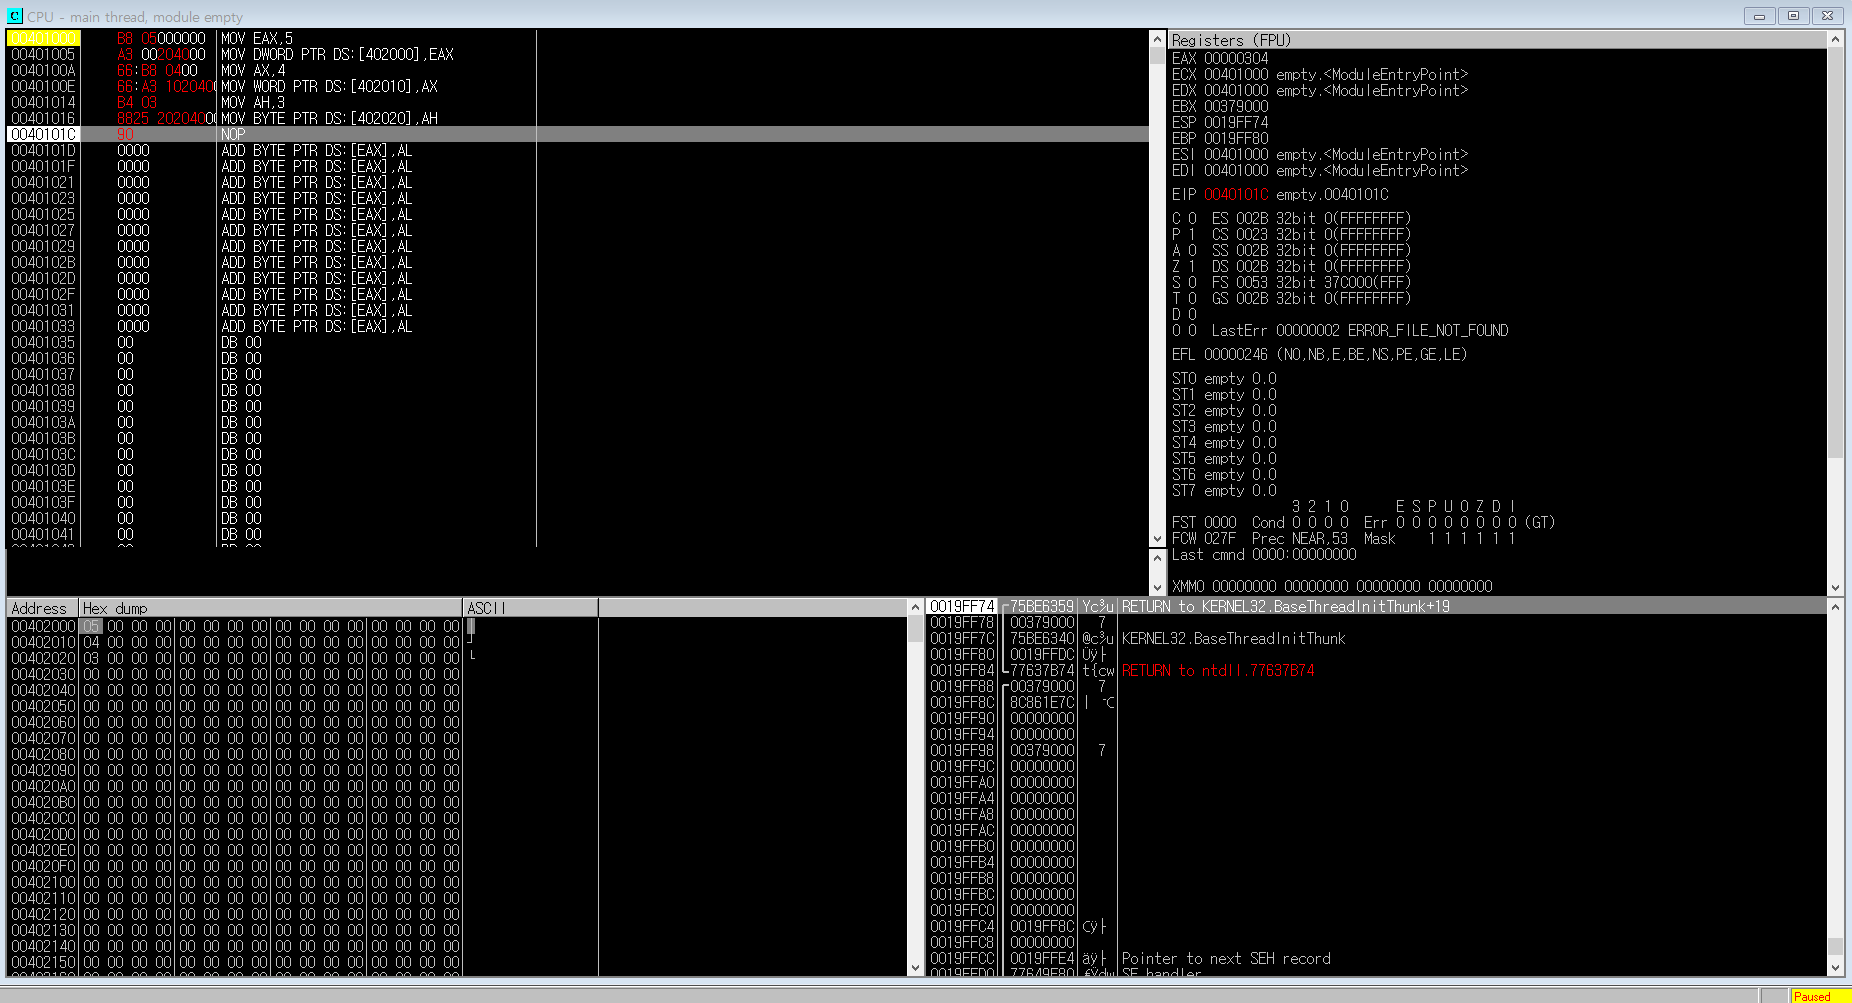 CPU - main thread, module empty
00401000 B8 05000000 MOV EAX,5
00401005 A3 00204000 MOV DWORD PTR DS:[402000],EAX
0040100A 66:B8 0400 MOV AX,4
0040100E 66:A3 10204000 MOV WORD PTR DS:[402010],AX
00401014 B4 03 MOV AH,3
00401016 8825 20204000 MOV BYTE PTR DS:[402020],AH
0040101C 90 NOP
0040101D 0000 ADD BYTE PTR DS:[EAX],AL
0040101F 0000 ADD BYTE PTR DS:[EAX],AL
00401021 0000 ADD BYTE PTR DS:[EAX],AL
00401023 0000 ADD BYTE PTR DS:[EAX],AL
00401025 0000 ADD BYTE PTR DS:[EAX],AL
00401027 0000 ADD BYTE PTR DS:[EAX],AL
00401029 0000 ADD BYTE PTR DS:[EAX],AL
0040102B 0000 ADD BYTE PTR DS:[EAX],AL
0040102D 0000 ADD BYTE PTR DS:[EAX],AL
0040102F 0000 ADD BYTE PTR DS:[EAX],AL
00401031 0000 ADD BYTE PTR DS:[EAX],AL
00401033 0000 ADD BYTE PTR DS:[EAX],AL
00401035 00 DB 00
00401036 00 DB 00
00401037 00 DB 00
00401038 00 DB 00
00401039 00 DB 00
0040103A 00 DB 00
0040103B 00 DB 00
0040103C 00 DB 00
0040103D 00 DB 00
0040103E 00 DB 00
0040103F 00 DB 00
00401040 00 DB 00
00401041 00 DB 00
Registers (FPU)
EAX 00000304
ECX 00401000 empty.<ModuleEntryPoint>
EDX 00401000 empty.<ModuleEntryPoint>
EBX 00379000
ESP 0019FF74
EBP 0019FF80
ESI 00401000 empty.<ModuleEntryPoint>
EDI 00401000 empty.<ModuleEntryPoint>
EIP 0040101C empty.0040101C
C 0 ES 002B 32bit 0(FFFFFFFF)
P 1 CS 0023 32bit 0(FFFFFFFF)
A 0 SS 002B 32bit 0(FFFFFFFF)
Z 1 DS 002B 32bit 0(FFFFFFFF)
S 0 FS 0053 32bit 37C000(FFF)
T 0 GS 002B 32bit 0(FFFFFFFF)
D 0
O 0 LastErr 00000002 ERROR_FILE_NOT_FOUND
EFL 00000246 (NO,NB,E,BE,NS,PE,GE,LE)
ST0 empty 0.0
ST1 empty 0.0
ST2 empty 0.0
ST3 empty 0.0
ST4 empty 0.0
ST5 empty 0.0
ST6 empty 0.0
ST7 empty 0.0
3 2 1 0 E S P U O Z D I
FST 0000 Cond 0 0 0 0 Err 0 0 0 0 0 0 0 0 (GT)
FCW 027F Prec NEAR,53 Mask 1 1 1 1 1 1
Last cmnd 0000:00000000
XMM0 00000000 00000000 00000000 00000000
Address Hex dump ASCII
00402000 05 00 00 00 00 00 00 00 00 00 00 00 00 00 00 00
00402010 04 00 00 00 00 00 00 00 00 00 00 00 00 00 00 00
00402020 03 00 00 00 00 00 00 00 00 00 00 00 00 00 00 00
00402030 00 00 00 00 00 00 00 00 00 00 00 00 00 00 00 00
00402040 00 00 00 00 00 00 00 00 00 00 00 00 00 00 00 00
00402050 00 00 00 00 00 00 00 00 00 00 00 00 00 00 00 00
00402060 00 00 00 00 00 00 00 00 00 00 00 00 00 00 00 00
00402070 00 00 00 00 00 00 00 00 00 00 00 00 00 00 00 00
00402080 00 00 00 00 00 00 00 00 00 00 00 00 00 00 00 00
00402090 00 00 00 00 00 00 00 00 00 00 00 00 00 00 00 00
004020A0 00 00 00 00 00 00 00 00 00 00 00 00 00 00 00 00
004020B0 00 00 00 00 00 00 00 00 00 00 00 00 00 00 00 00
004020C0 00 00 00 00 00 00 00 00 00 00 00 00 00 00 00 00
004020D0 00 00 00 00 00 00 00 00 00 00 00 00 00 00 00 00
004020E0 00 00 00 00 00 00 00 00 00 00 00 00 00 00 00 00
004020F0 00 00 00 00 00 00 00 00 00 00 00 00 00 00 00 00
00402100 00 00 00 00 00 00 00 00 00 00 00 00 00 00 00 00
00402110 00 00 00 00 00 00 00 00 00 00 00 00 00 00 00 00
00402120 00 00 00 00 00 00 00 00 00 00 00 00 00 00 00 00
00402130 00 00 00 00 00 00 00 00 00 00 00 00 00 00 00 00
00402140 00 00 00 00 00 00 00 00 00 00 00 00 00 00 00 00
00402150 00 00 00 00 00 00 00 00 00 00 00 00 00 00 00 00
0019FF74 75BE6359 Yc³u RETURN to KERNEL32.BaseThreadInitThunk+19
0019FF78 00379000 7
0019FF7C 75BE6340 @c³u KERNEL32.BaseThreadInitThunk
0019FF80 0019FFDC Üÿ
0019FF84 77637B74 t{cw RETURN to ntdll.77637B74
0019FF88 00379000 7
0019FF8C 8C861E7C |
0019FF90 00000000
0019FF94 00000000
0019FF98 00379000 7
0019FF9C 00000000
0019FFA0 00000000
0019FFA4 00000000
0019FFA8 00000000
0019FFAC 00000000
0019FFB0 00000000
0019FFB4 00000000
0019FFB8 00000000
0019FFBC 00000000
0019FFC0 00000000
0019FFC4 0019FF8C
0019FFC8 00000000
0019FFCC 0019FFE4 äÿ Pointer to next SEH record
0019FFD0 77649F80 SE handler
Paused